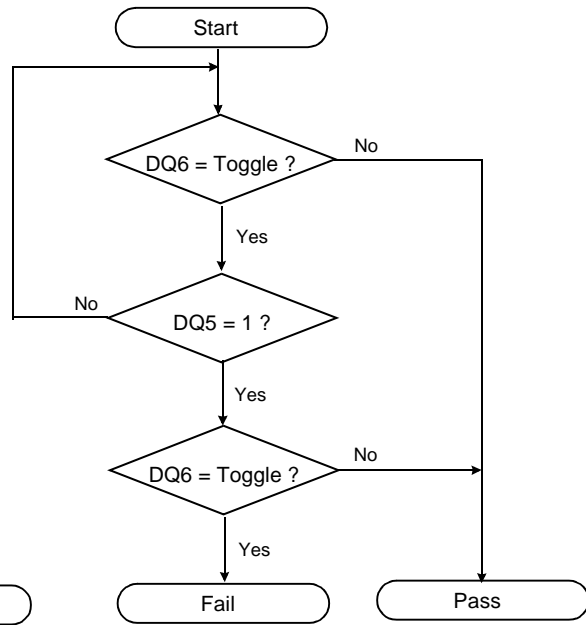 Start
DQ6 = Toggle ?
No
Yes
No
DQ5 = 1 ?
Yes
DQ6 = Toggle ?
No
Yes
Fail
Pass